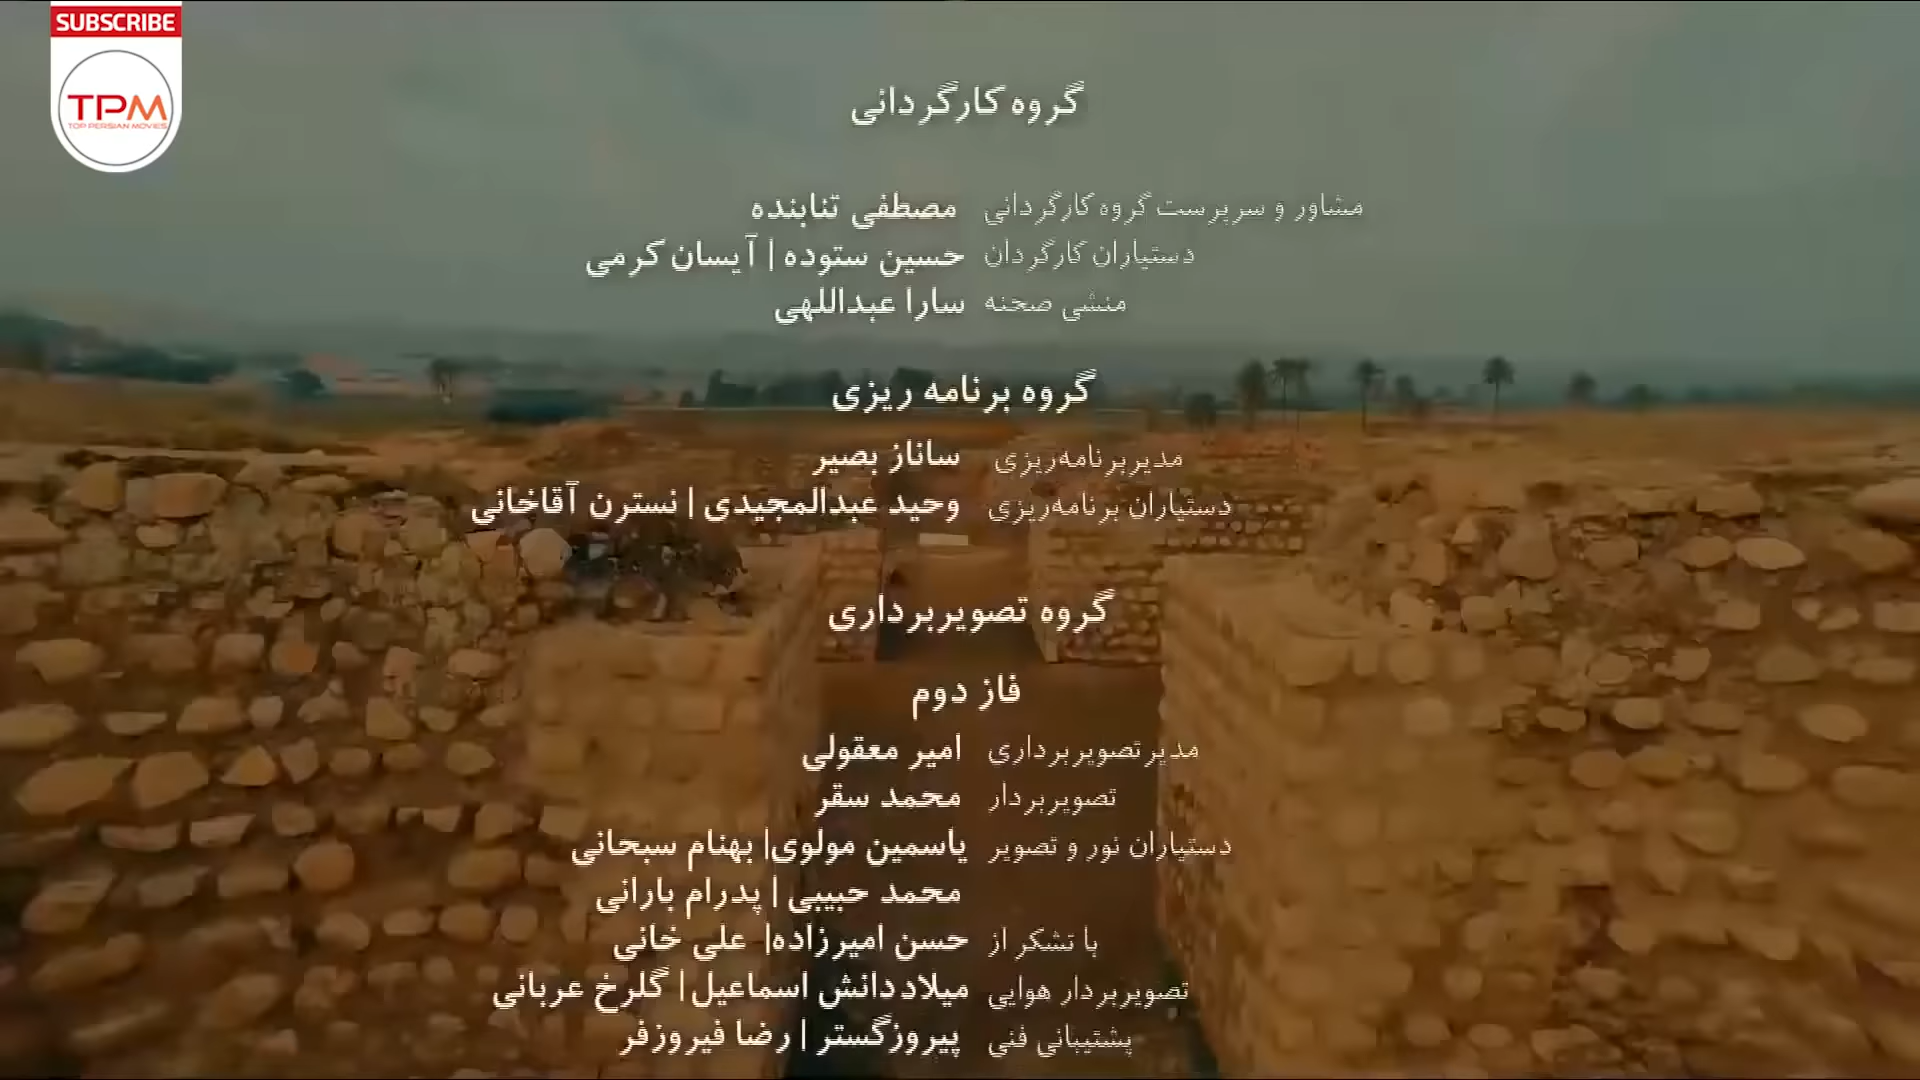 SUBSCRIBE
TPM
TOP PERSIAN MOVIES
گروه کارگردانی
مشاور و سرپرست گروه کارگردانی مصطفی تنابنده
دستیاران کارگردان حسین ستوده | آیسان کرمی
منشی صحنه سارا عبداللهی
گروه برنامه ریزی
مدیربرنامه‌ریزی ساناز بصیر
دستیاران برنامه‌ریزی وحید عبدالمجیدی | نسترن آقاخانی
گروه تصویربرداری
فاز دوم
مدیرتصویربرداری امیر معقولی
تصویربردار محمد سقر
دستیاران نور و تصویر یاسمین مولوی| بهنام سبحانی
محمد حبیبی | پدرام بارانی
با تشکر از حسن امیرزاده| علی خانی
تصویربردار هوایی میلاددانش اسماعیل| گلرخ عربانی
پشتیبانی فنی پیروزگستر | رضا فیروزفر